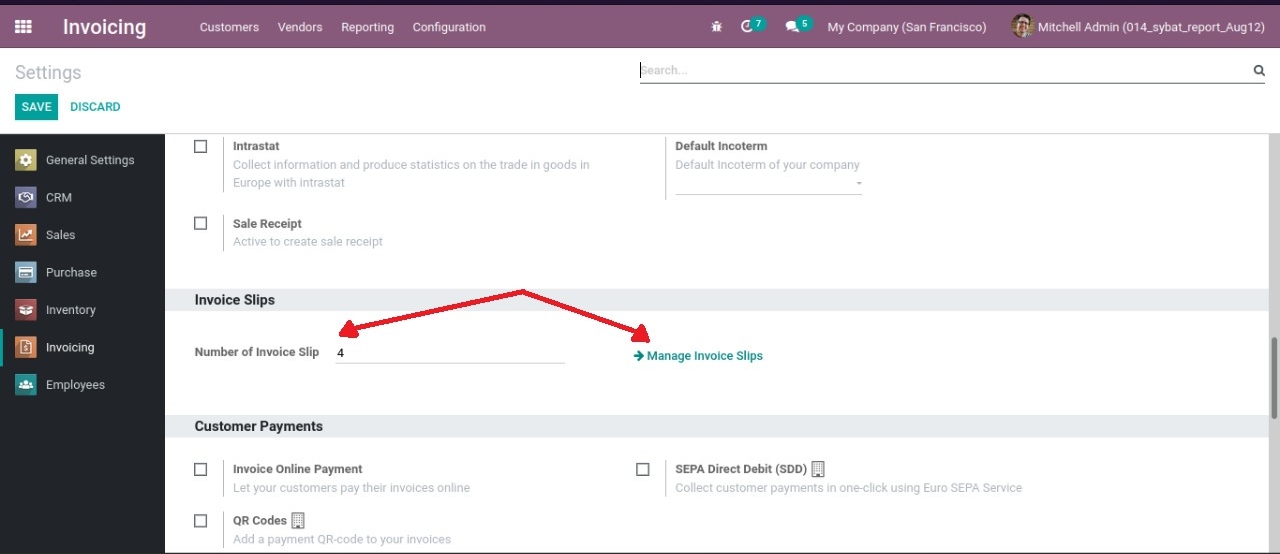 Invoicing Customers Vendors Reporting Configuration 7 5 My Company (San Francisco) Mitchell Admin (014_sybat_report_Aug12)
Settings
Search...
SAVE DISCARD
General Settings
CRM
Sales
Purchase
Inventory
Invoicing
Employees
Intrastat
Collect information and produce statistics on the trade in goods in
Europe with intrastat
Default Incoterm
Default Incoterm of your company
Sale Receipt
Active to create sale receipt
Invoice Slips
Number of Invoice Slip 4
Manage Invoice Slips
Customer Payments
Invoice Online Payment
Let your customers pay their invoices online
SEPA Direct Debit (SDD)
Collect customer payments in one-click using Euro SEPA Service
QR Codes
Add a payment QR-code to your invoices